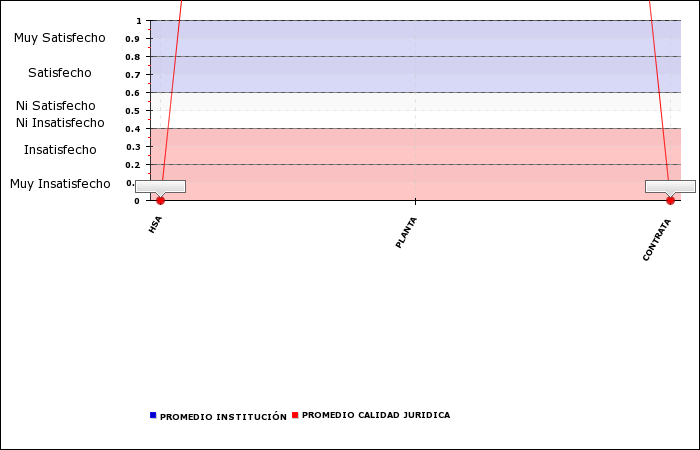 1
Muy Satisfecho
0.9
0.8
Satisfecho
0.7
0.6
Ni Satisfecho
0.5
Ni Insatisfecho
0.4
Insatisfecho
0.3
0.2
Muy Insatisfecho
0.
0
HSA
PLANTA
CONTRATA
PROMEDIO INSTITUCIÓN
PROMEDIO CALIDAD JURIDICA